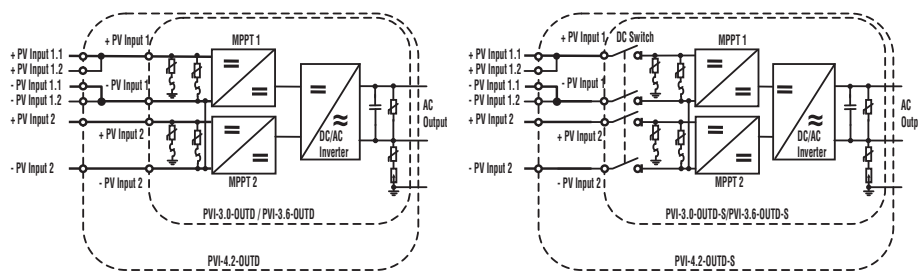 + PV Input 1.1
+ PV Input 1.2
- PV Input 1.1
- PV Input 1.2
+ PV Input 2
- PV Input 2
+ PV Input 1
- PV Input 1
+ PV Input 2
- PV Input 2
MPPT 1
MPPT 2
DC/AC
Inverter
AC
Output
PVI-3.0-OUTD / PVI-3.6-OUTD
PVI-4.2-OUTD
+ PV Input 1.1
+ PV Input 1.2
- PV Input 1.1
- PV Input 1.2
+ PV Input 2
- PV Input 2
+ PV Input 1
- PV Input 1
+ PV Input 2
- PV Input 2
DC Switch
MPPT 1
MPPT 2
DC/AC
Inverter
AC
Outpu
PVI-3.0-OUTD-S/PVI-3.6-OUTD-S
PVI-4.2-OUTD-S